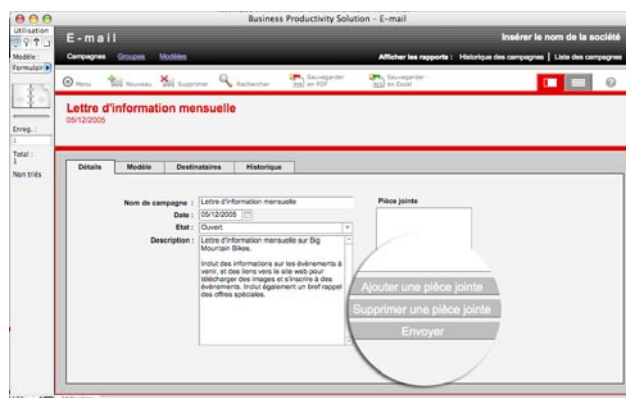 Business Productivity Solution - E-mail
Utilisation
E-mail
Insérer le nom de la société
Modèle :
Formulair
Campagnes Groupes Modèles
Afficher les rapports : Historique des campagnes | Liste des campagnes
Menu Nouveau Supprimer Rechercher Sauvegarder en PDF Sauvegarder en Excel
Lettre d'information mensuelle
05/12/2005
Enreg. :
1
Total :
1
Non triés
Détails Modèle Destinataires Historique
Nom de campagne : Lettre d'information mensuelle
Pièce jointe
Date : 05/12/2005
Etat : Ouvert
Description : Lettre d'information mensuelle sur Big
Mountain Bikes.
Inclut des informations sur les événements à
venir, et des liens vers le site web pour
télécharger des images et s'inscrire à des
événements. Inclut également un bref rappel
des offres spéciales.
Ajouter une pièce jointe
Supprimer une pièce jointe
Envoyer